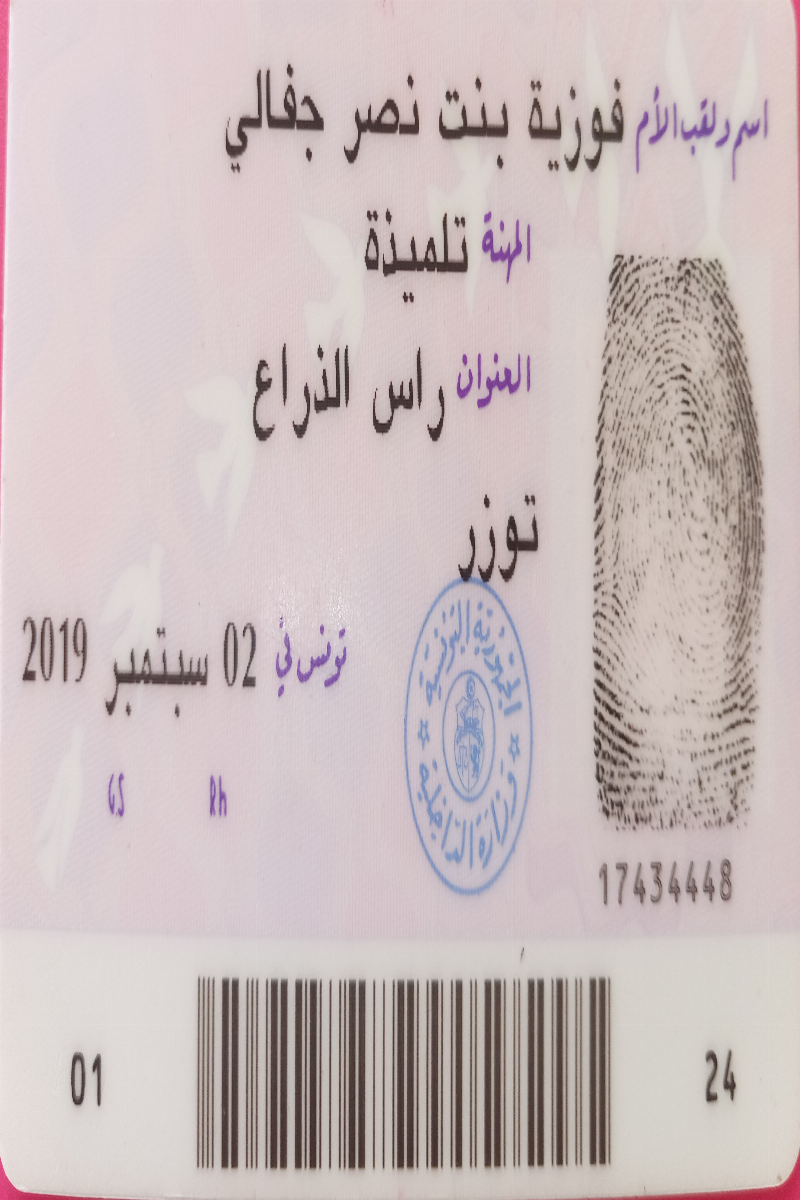 اسم ولقب الأم فوزية بنت نصر جفالي
المهنة تلميذة
العنوان راس الذراع
توزر
تونس في 02 سبتمبر 2019
الجمهورية التونسية
وزارة الداخلية
GS Rh
17434448
01 24